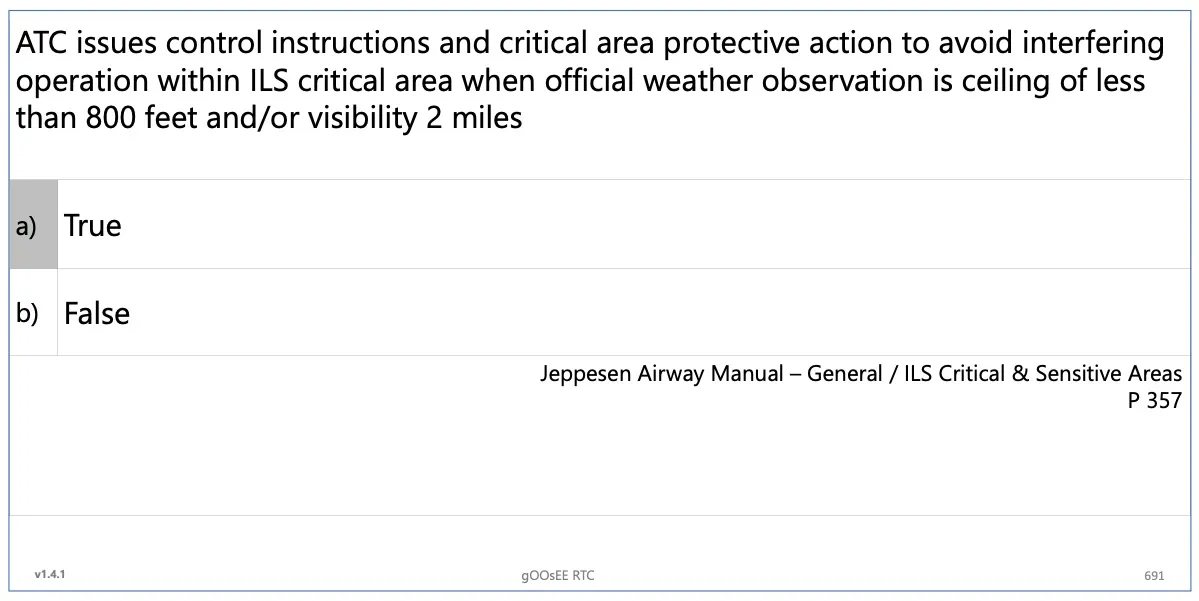 ATC issues control instructions and critical area protective action to avoid interfering
operation within ILS critical area when official weather observation is ceiling of less
than 800 feet and/or visibility 2 miles
a) True
b) False
Jeppesen Airway Manual – General / ILS Critical & Sensitive Areas
P 357
v1.4.1 gOOsEE RTC 691